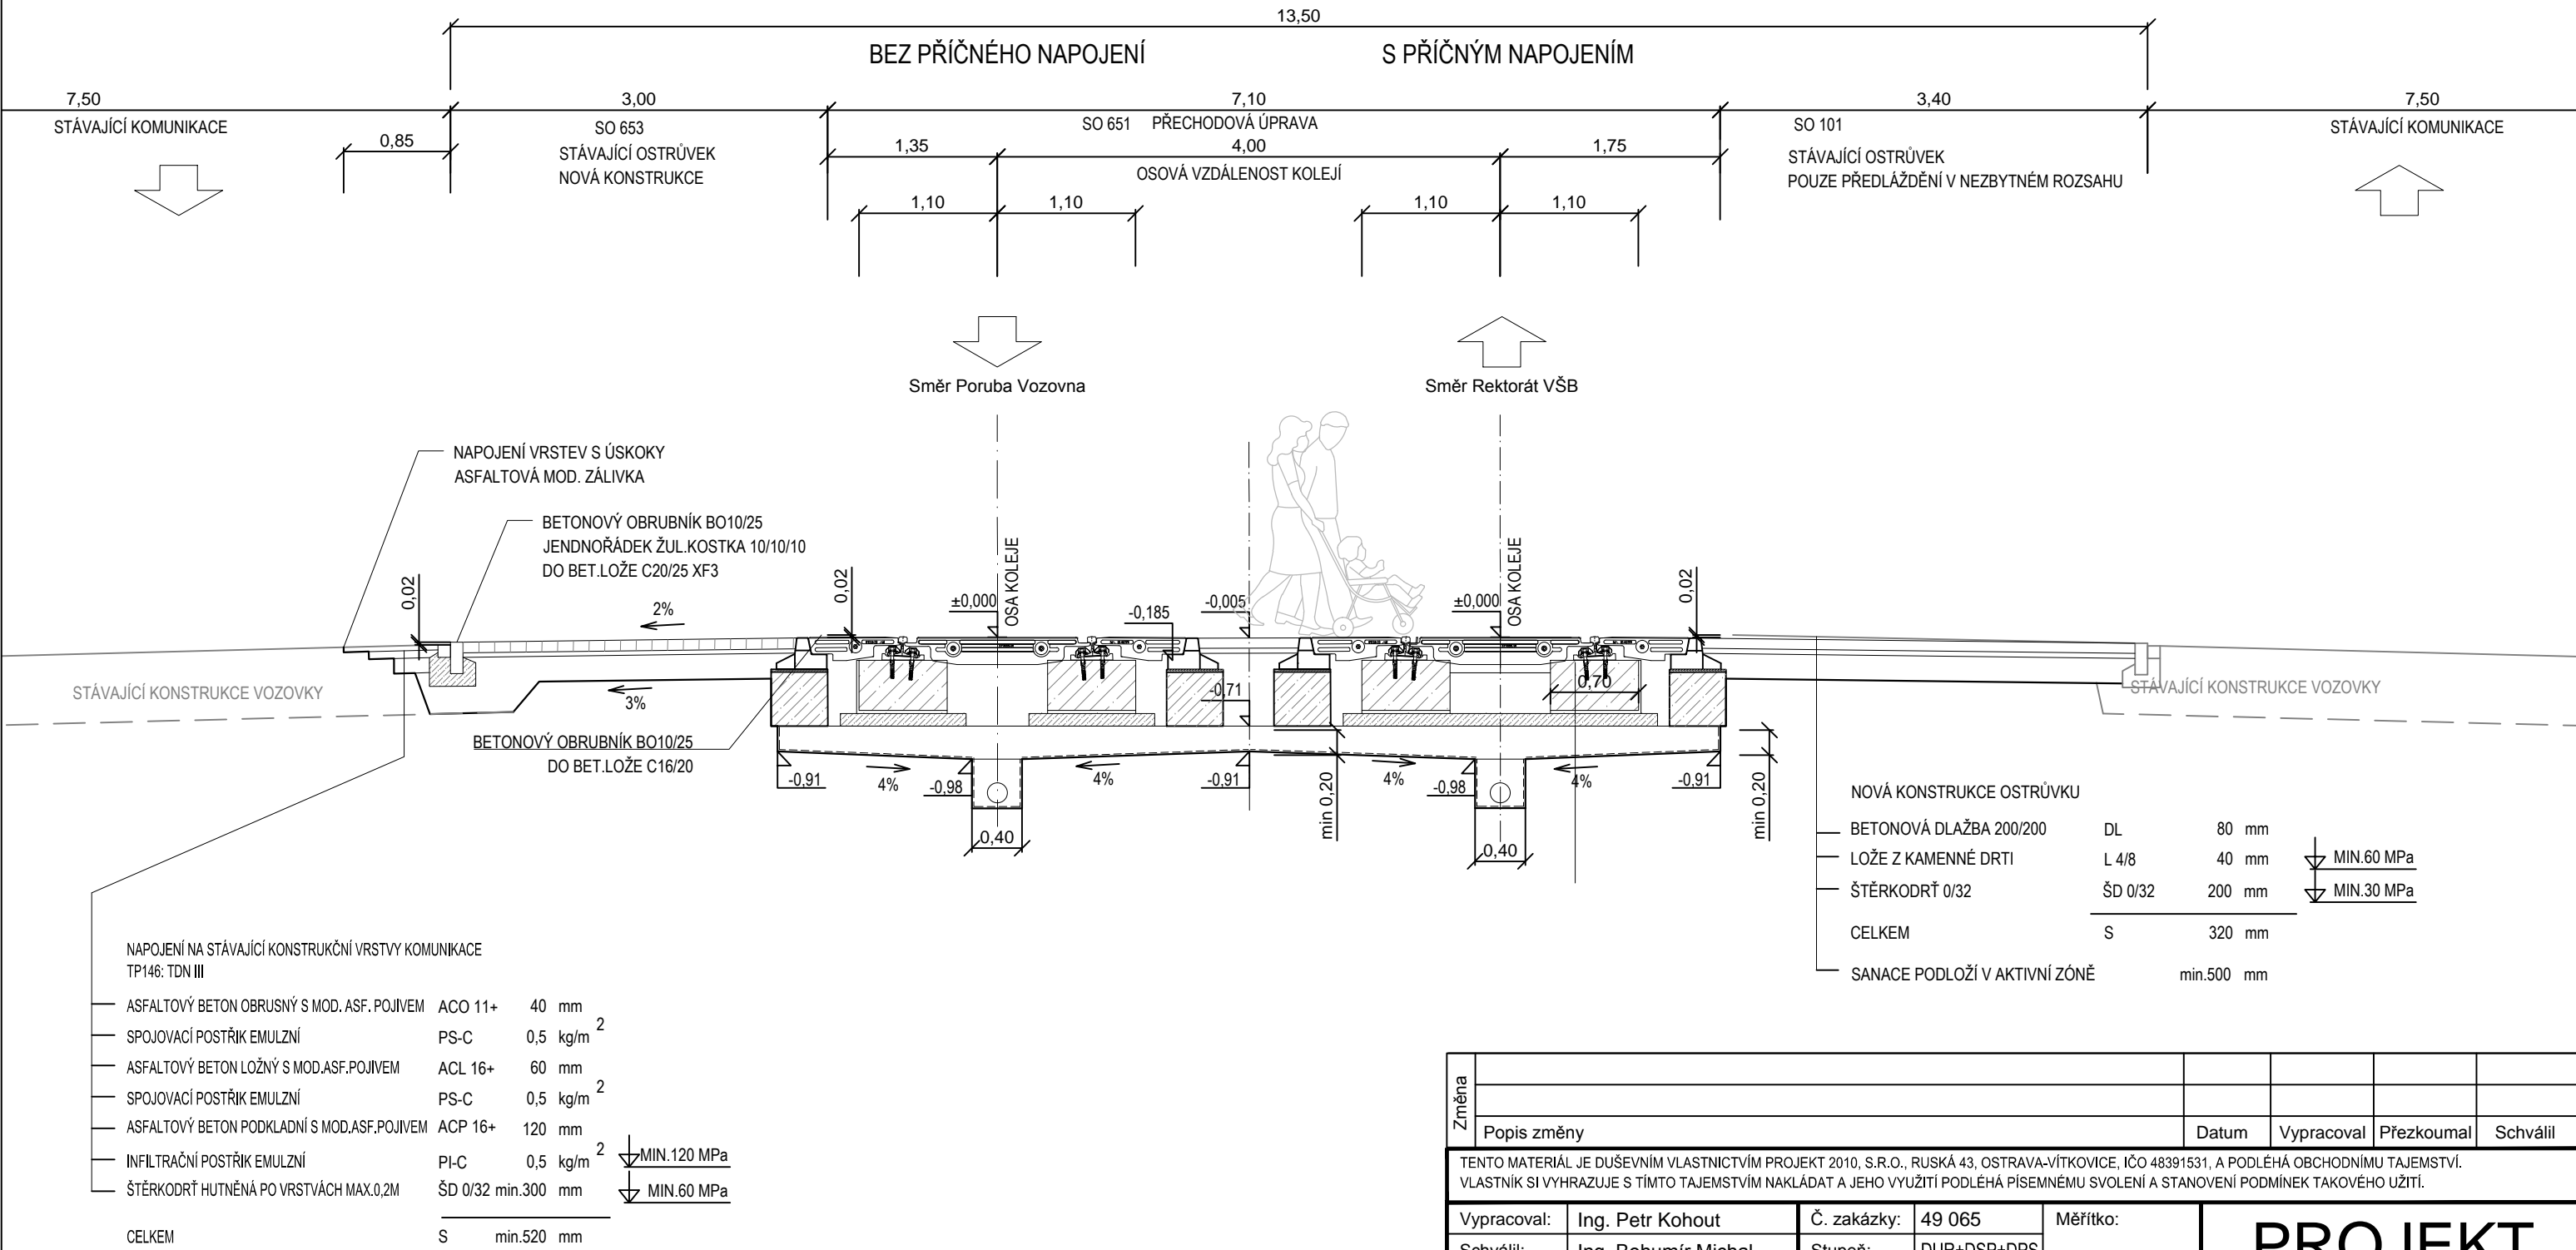 13,50
BEZ PŘÍČNÉHO NAPOJENÍ
S PŘÍČNÝM NAPOJENÍM
7,50
3,00
7,10
3,40
7,50
STÁVAJÍCÍ KOMUNIKACE
SO 653
SO 651 PŘECHODOVÁ ÚPRAVA
SO 101
STÁVAJÍCÍ KOMUNIKACE
0,85
STÁVAJÍCÍ OSTRŮVEK
NOVÁ KONSTRUKCE
1,35
4,00
1,75
OSOVÁ VZDÁLENOST KOLEJÍ
STÁVAJÍCÍ OSTRŮVEK
POUZE PŘEDLÁŽDĚNÍ V NEZBYTNÉM ROZSAHU
1,10
1,10
1,10
1,10
Směr Poruba Vozovna
Směr Rektorát VŠB
NAPOJENÍ VRSTEV S ÚSKOKY
ASFALTOVÁ MOD. ZÁLIVKA
BETONOVÝ OBRUBNÍK BO10/25
JENDNOŘÁDEK ŽUL.KOSTKA 10/10/10
DO BET.LOŽE C20/25 XF3
OSA KOLEJE
OSA KOLEJE
0,02
2%
0,02
±0,000
-0,185
-0,005
±0,000
0,02
STÁVAJÍCÍ KONSTRUKCE VOZOVKY
3%
-0,71
0,70
STÁVAJÍCÍ KONSTRUKCE VOZOVKY
BETONOVÝ OBRUBNÍK BO10/25
DO BET.LOŽE C16/20
-0,91
4%
-0,98
4%
-0,91
4%
-0,98
4%
-0,91
0,40
min 0,20
0,40
min 0,20
NOVÁ KONSTRUKCE OSTRŮVKU
BETONOVÁ DLAŽBA 200/200 DL 80 mm
LOŽE Z KAMENNÉ DRTI L 4/8 40 mm MIN.60 MPa
ŠTĚRKODRŤ 0/32 ŠD 0/32 200 mm MIN.30 MPa
CELKEM S 320 mm
SANACE PODLOŽÍ V AKTIVNÍ ZÓNĚ min.500 mm
NAPOJENÍ NA STÁVAJÍCÍ KONSTRUKČNÍ VRSTVY KOMUNIKACE
TP146: TDN III
ASFALTOVÝ BETON OBRUSNÝ S MOD. ASF. POJIVEM ACO 11+ 40 mm
SPOJOVACÍ POSTŘIK EMULZNÍ PS-C 0,5 kg/m 2
ASFALTOVÝ BETON LOŽNÝ S MOD.ASF.POJIVEM ACL 16+ 60 mm
SPOJOVACÍ POSTŘIK EMULZNÍ PS-C 0,5 kg/m 2
ASFALTOVÝ BETON PODKLADNÍ S MOD.ASF.POJIVEM ACP 16+ 120 mm
INFILTRAČNÍ POSTŘIK EMULZNÍ PI-C 0,5 kg/m 2 MIN.120 MPa
ŠTĚRKODRŤ HUTNĚNÁ PO VRSTVÁCH MAX.0,2M ŠD 0/32 min.300 mm MIN.60 MPa
CELKEM S min.520 mm
Změna
Popis změny Datum Vypracoval Přezkoumal Schválil
TENTO MATERIÁL JE DUŠEVNÍM VLASTNICTVÍM PROJEKT 2010, S.R.O., RUSKÁ 43, OSTRAVA-VÍTKOVICE, IČO 48391531, A PODLÉHÁ OBCHODNÍMU TAJEMSTVÍ.
VLASTNÍK SI VYHRAZUJE S TÍMTO TAJEMSTVÍM NAKLÁDAT A JEHO VYUŽITÍ PODLÉHÁ PÍSEMNÉMU SVOLENÍ A STANOVENÍ PODMÍNEK TAKOVÉHO UŽITÍ.
Vypracoval: Ing. Petr Kohout Č. zakázky: 49 065 Měřítko:
PROJEKT
Schválil: Ing. Bohumír Michal Stupeň: DUR+DSP+DPS